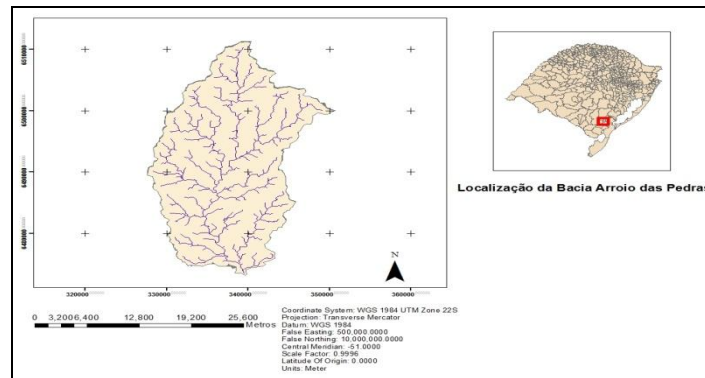 6510000
6500000
6490000
6480000
320000
330000
340000
350000
360000
N
Localização da Bacia Arroio das Pedras
0 3,2006,400 12,800 19,200 25,600
Metros
Coordinate System: WGS 1984 UTM Zone 22S
Projection: Transverse Mercator
Datum: WGS 1984
False Easting: 500,000.0000
False Northing: 10,000,000.0000
Central Meridian: -51.0000
Scale Factor: 0.9996
Latitude Of Origin: 0.0000
Units: Meter